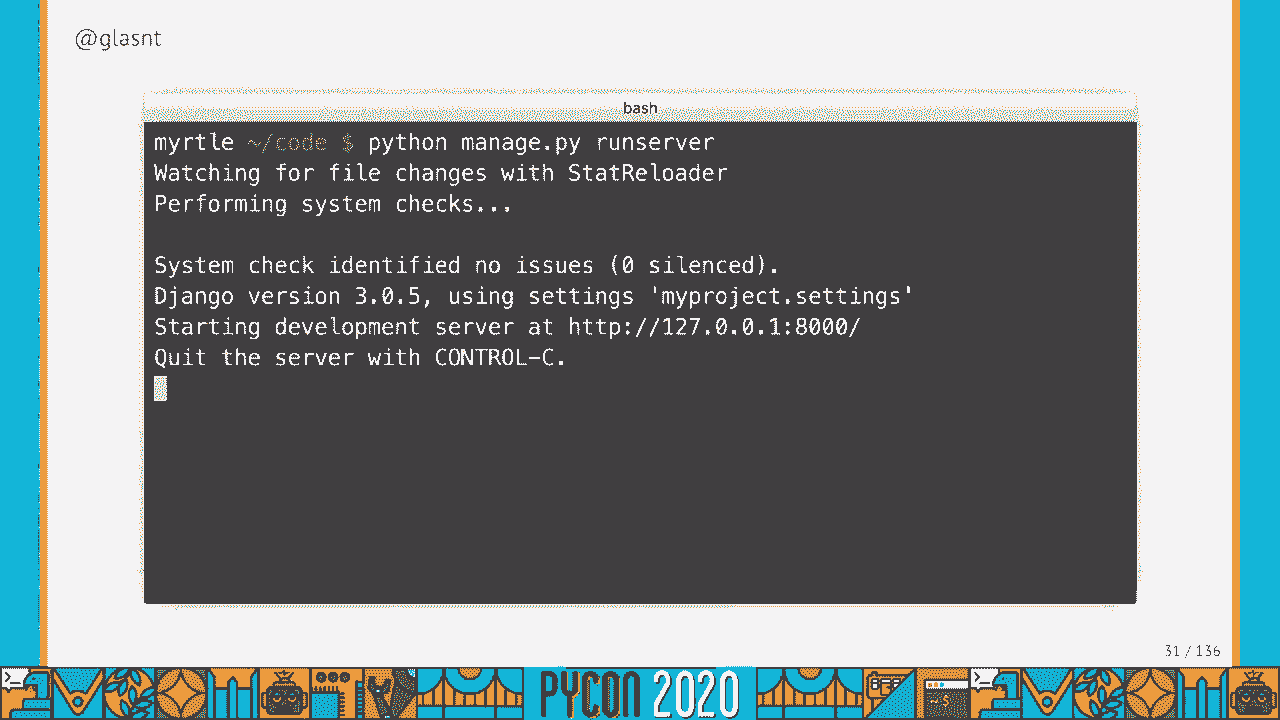 @glasnt
bash
myrtle ~/code $ python manage.py runserver
Watching for file changes with StatReloader
Performing system checks...
System check identified no issues (0 silenced).
Django version 3.0.5, using settings 'myproject.settings'
Starting development server at http://127.0.0.1:8000/
Quit the server with CONTROL-C.
31 / 136
PYCON 2020